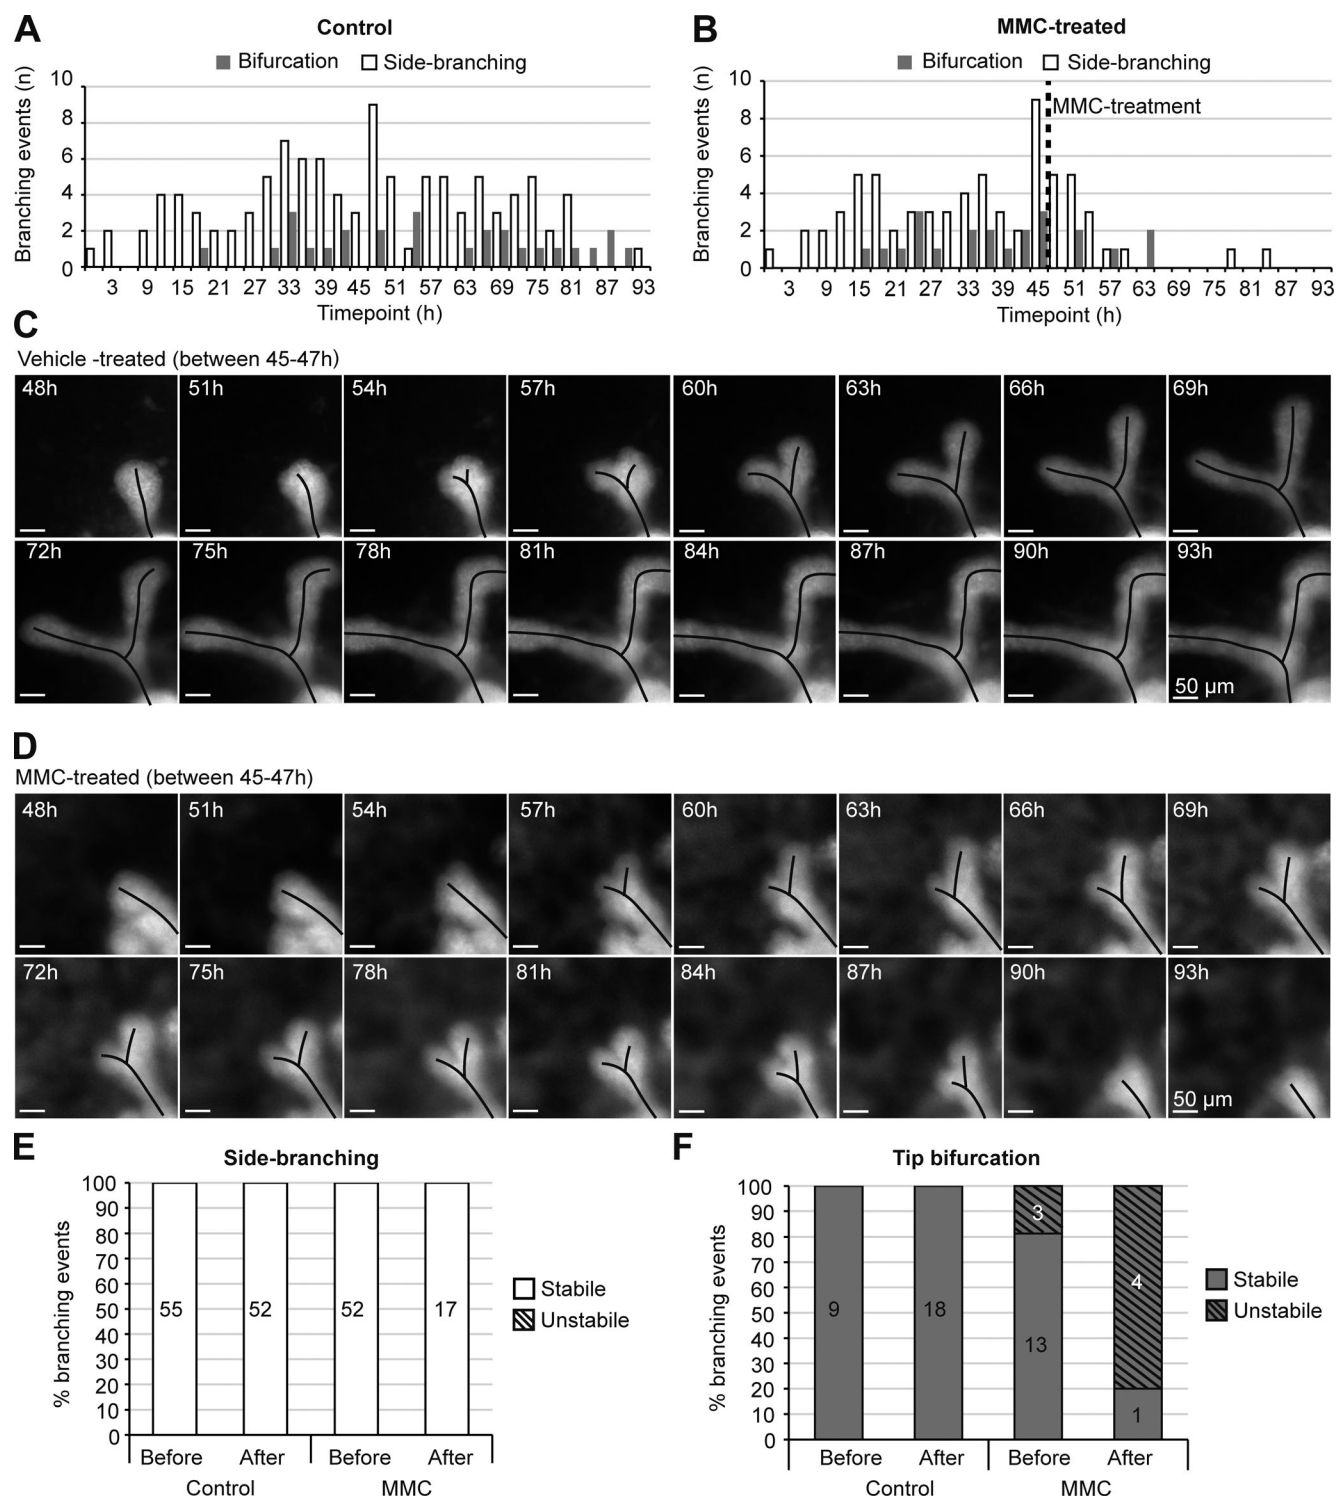 A
Control
Bifurcation
Side-branching
Branching events (n)
10
8
6
4
2
0
3 9 15 21 27 33 39 45 51 57 63 69 75 81 87 93
Timepoint (h)
B
MMC-treated
Bifurcation
Side-branching
MMC-treatment
Branching events (n)
10
8
6
4
2
0
3 9 15 21 27 33 39 45 51 57 63 69 75 81 87 93
Timepoint (h)
C
Vehicle -treated (between 45-47h)
48h 51h 54h 57h 60h 63h 66h 69h
72h 75h 78h 81h 84h 87h 90h 93h
50 µm
D
MMC-treated (between 45-47h)
48h 51h 54h 57h 60h 63h 66h 69h
72h 75h 78h 81h 84h 87h 90h 93h
50 µm
E
Side-branching
% branching events
100
90
80
70
60
50
40
30
20
10
0
55 52 52 17
Stabile
Unstabile
Before After Before After
Control MMC
F
Tip bifurcation
% branching events
100
90
80
70
60
50
40
30
20
10
0
3
4
9 18
13
1
Stabile
Unstabile
Before After Before After
Control MMC